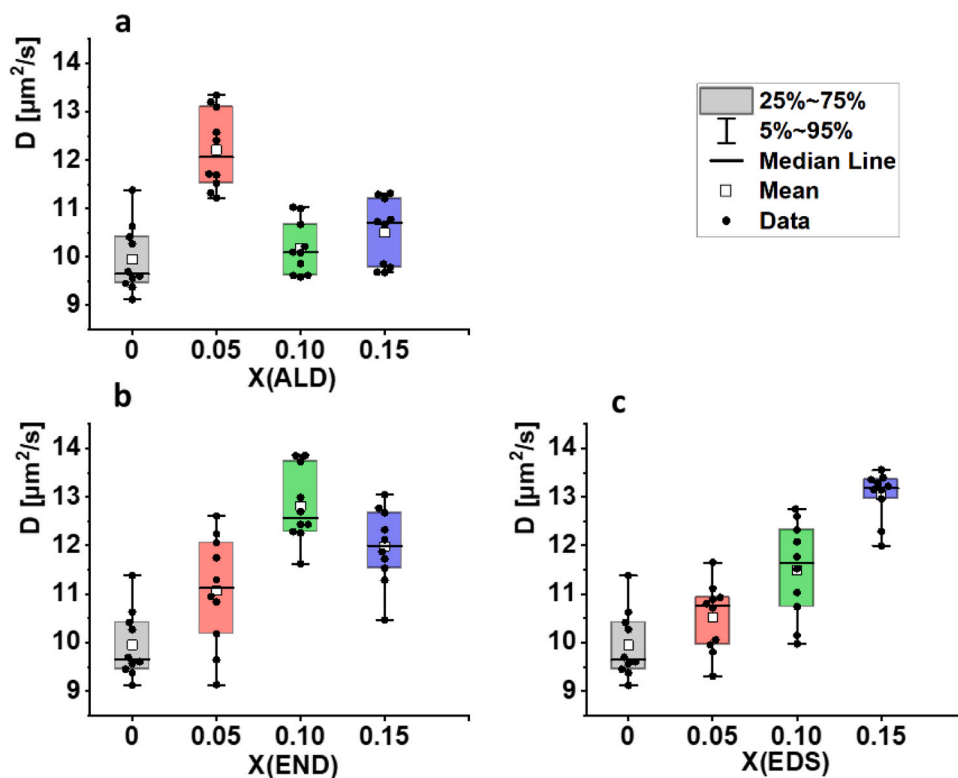 a
14
13
12
11
10
9
D [µm²/s]
0 0.05 0.10 0.15
X(ALD)
25%~75%
5%~95%
Median Line
Mean
Data
b
14
13
12
11
10
9
D [µm²/s]
0 0.05 0.10 0.15
X(END)
c
14
13
12
11
10
9
D [µm²/s]
0 0.05 0.10 0.15
X(EDS)